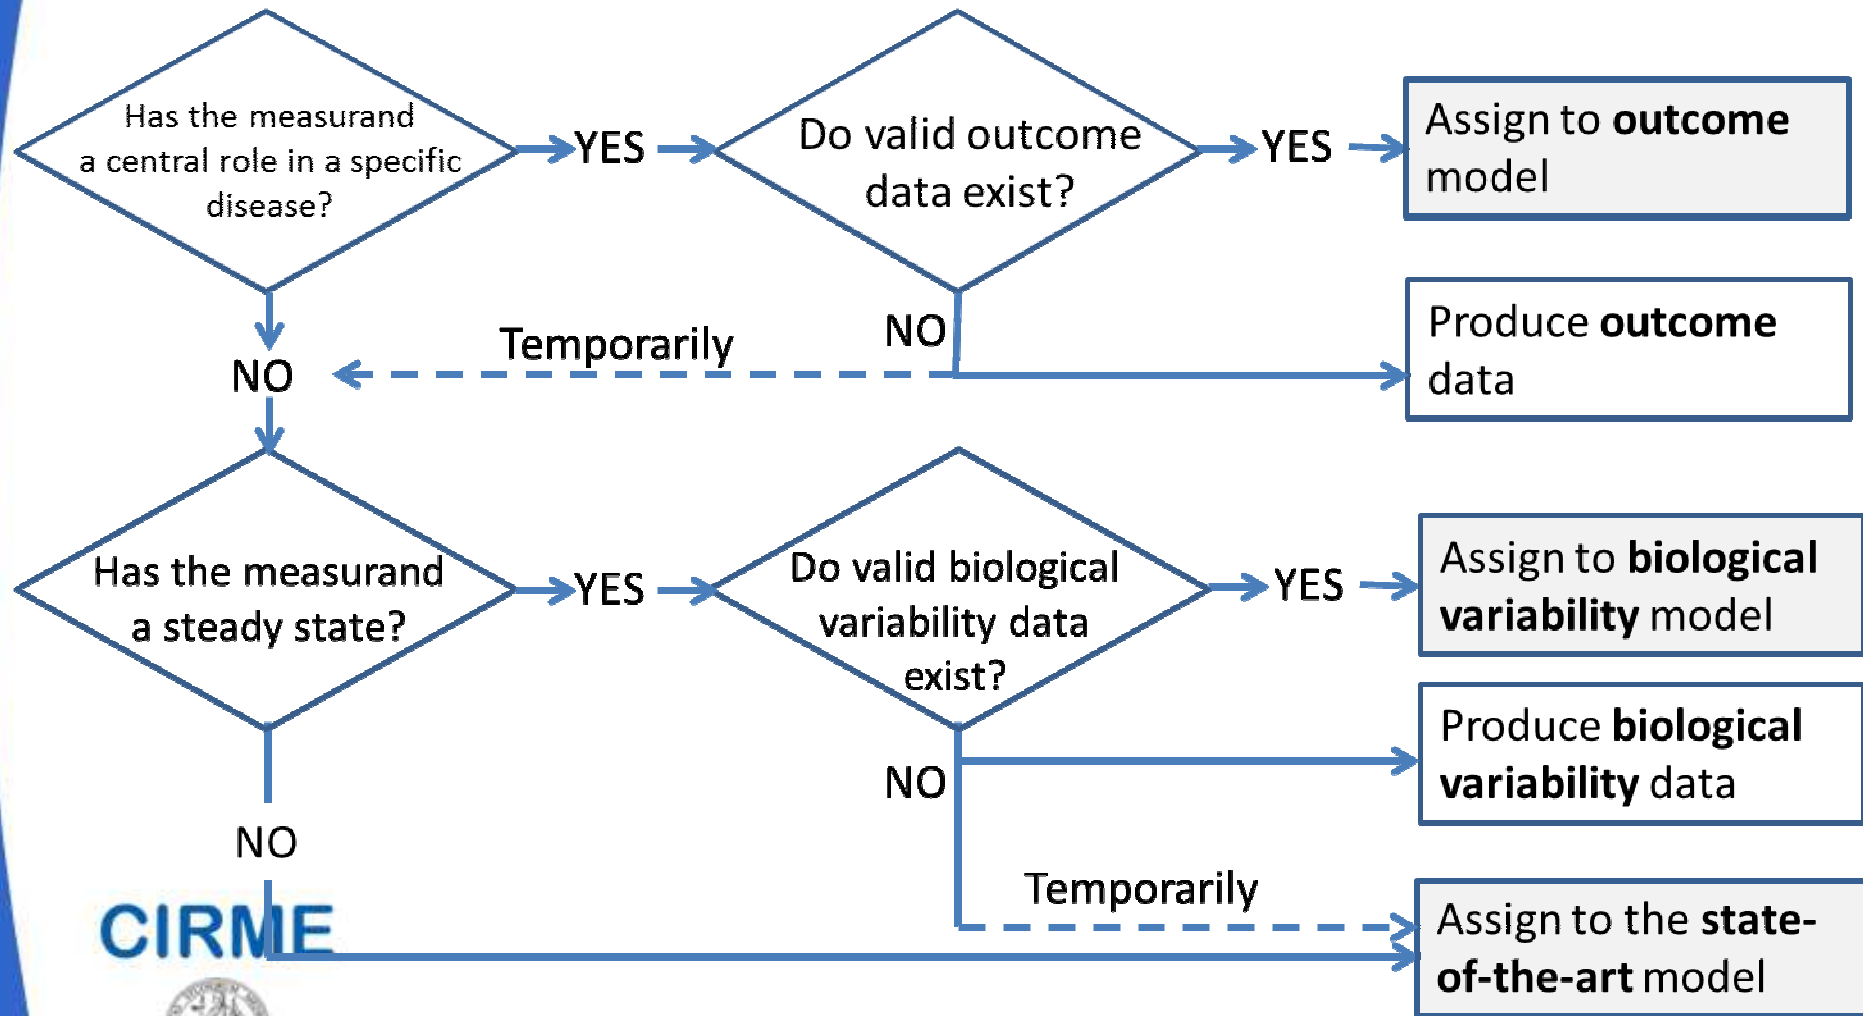 Has the measurand
a central role in a specific
disease?
YES
Do valid outcome
data exist?
YES
Assign to outcome
model
NO
Temporarily
NO
Produce outcome
data
Has the measurand
a steady state?
YES
Do valid biological
variability data
exist?
YES
Assign to biological
variability model
NO
Produce biological
variability data
NO
Temporarily
Assign to the state-
of-the-art model
CIRME